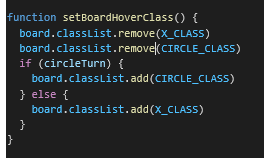 function setBoardHoverClass() {
  board.classList.remove(X_CLASS)
  board.classList.remove(CIRCLE_CLASS)
  if (circleTurn) {
    board.classList.add(CIRCLE_CLASS)
  } else {
    board.classList.add(X_CLASS)
  }
}